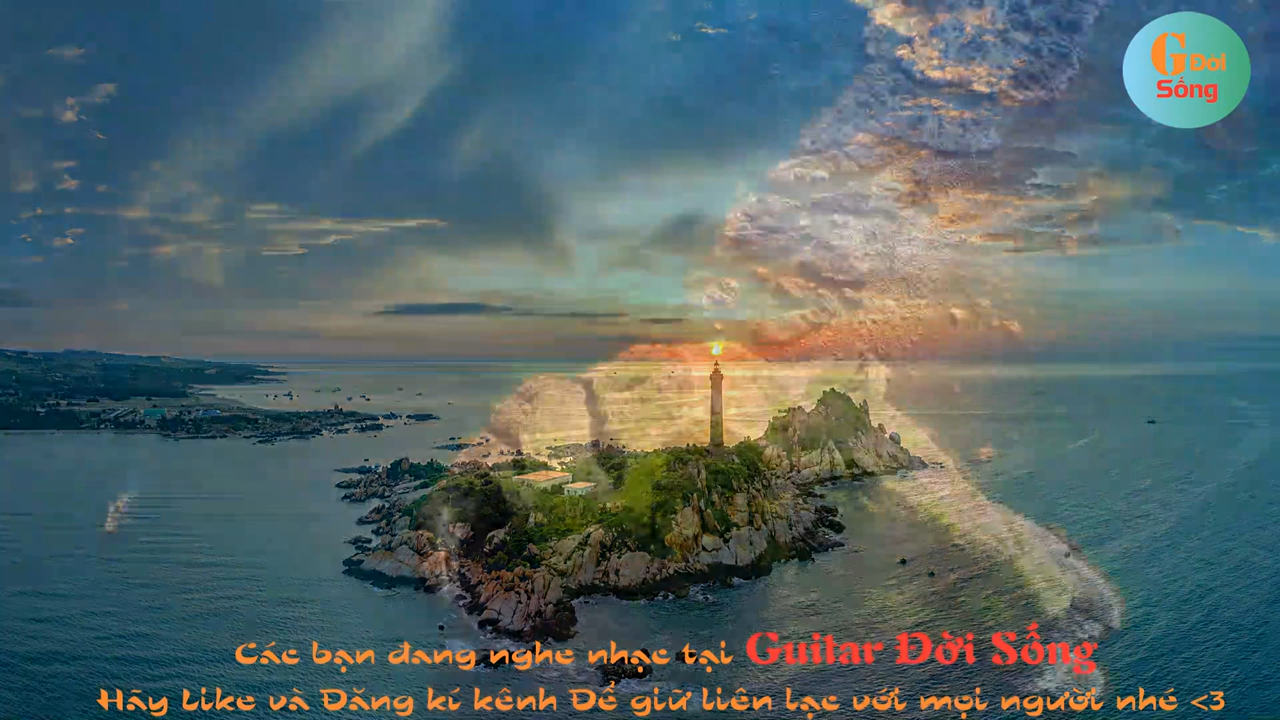 G Dol
Sống
Các bạn đang nghe nhạc tại Guitar Đời Sống
Hãy Like và Đăng kí kênh Để giữ liên lạc với mọi người nhé <3